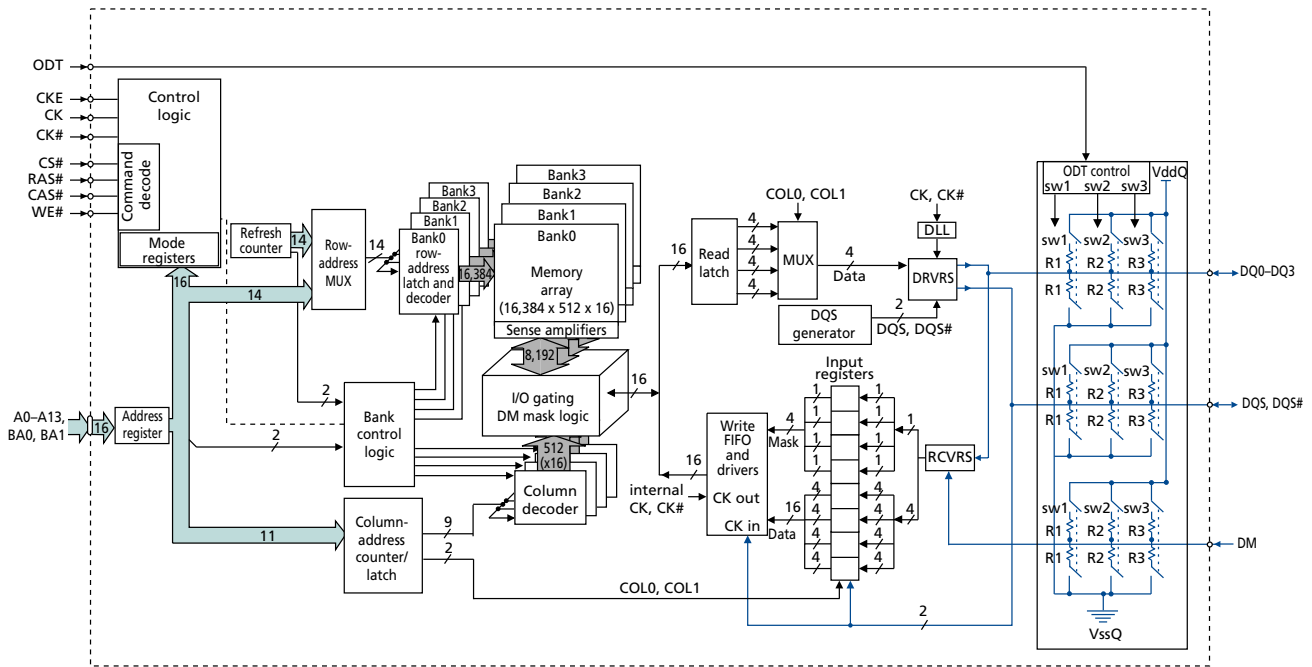 ODT
CKE
CK
CK#
CS#
RAS#
CAS#
WE#
Control
logic
Command
decode
Mode
registers
Refresh
counter
14
16
14
Row-
address
MUX
14
Bank3
Bank2
Bank1
Bank0
row-
address
latch and
decoder
16,384
Bank3
Bank2
Bank1
Bank0
Memory
array
(16,384 x 512 x 16)
Sense amplifiers
8,192
I/O gating
DM mask logic
16
16
Read
latch
4
4
4
4
COL0, COL1
MUX
4
Data
CK, CK#
DLL
DRVRS
DQS
generator
2
DQS, DQS#
ODT control
VddQ
sw1
sw2
sw3
sw1
sw2
sw3
R1
R2
R3
R1
R2
R3
DQ0–DQ3
sw1
sw2
sw3
R1
R2
R3
R1
R2
R3
DQS, DQS#
sw1
sw2
sw3
R1
R2
R3
R1
R2
R3
DM
VssQ
A0–A13,
BA0, BA1
16
Address
register
2
2
Bank
control
logic
512
(x16)
Column
decoder
11
Column-
address
counter/
latch
9
2
COL0, COL1
16
internal
CK, CK#
Write
FIFO
and
drivers
CK out
CK in
4
Mask
16
Data
Input
registers
1
1
1
1
1
1
1
1
4
4
4
4
4
4
4
4
1
4
RCVRS
2